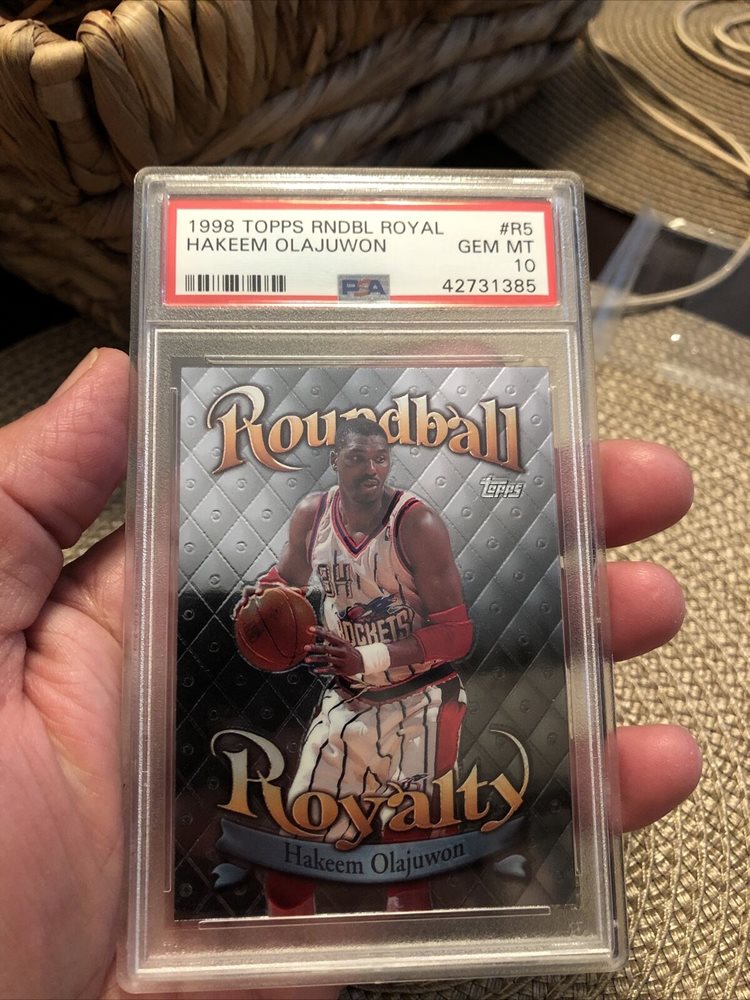 1998 TOPPS RNDBL ROYAL #R5
HAKEEM OLAJUWON GEM MT
10
PSA 42731385
Roundball
Topps
34
ROCKETS
Royalty
Hakeem Olajuwon